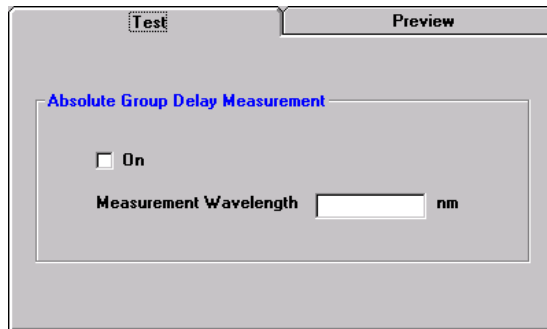 Test Preview
Absolute Group Delay Measurement
On
Measurement Wavelength nm